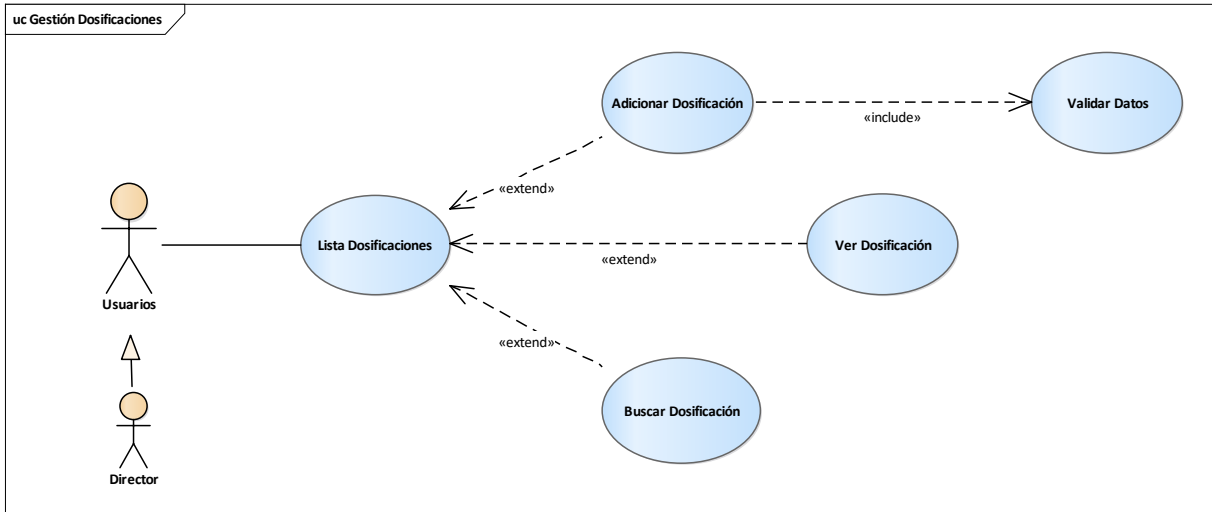 uc Gestión Dosificaciones
Adicionar Dosificación
Validar Datos
«include»
«extend»
Lista Dosificaciones
Ver Dosificación
«extend»
Usuarios
«extend»
Buscar Dosificación
Director